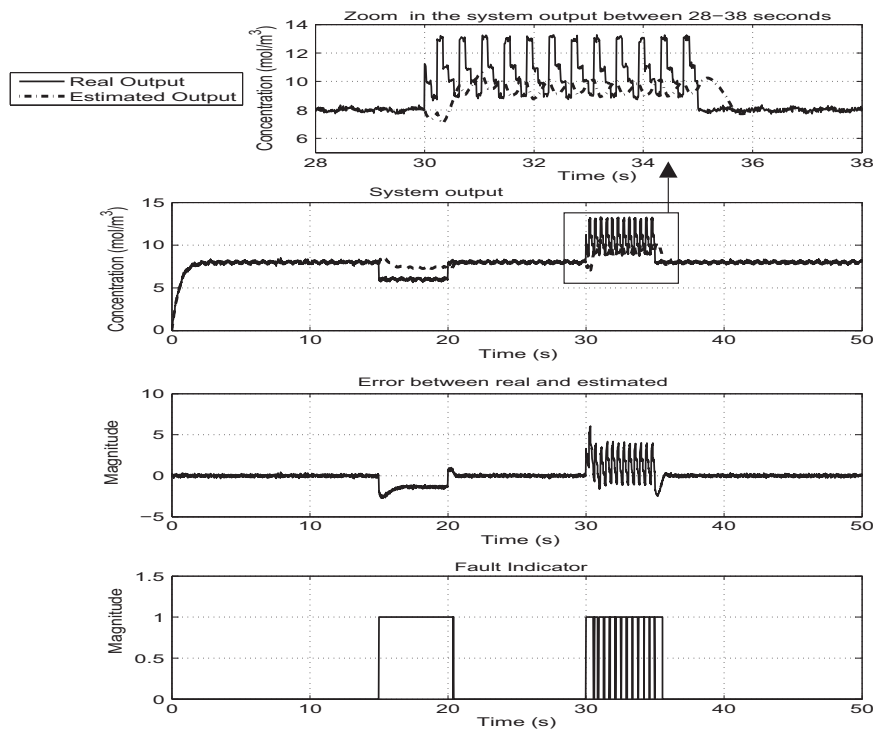 Zoom in the system output between 28−38 seconds
Real Output
Estimated Output
Concentration (mol/m3)
14
12
10
8
6
28 30 32 34 36 38
Time (s)
System output
Concentration (mol/m3)
15
10
5
0
0 10 20 30 40 50
Time (s)
Error between real and estimated
Magnitude
10
5
0
−5
0 10 20 30 40 50
Time (s)
Fault Indicator
Magnitude
1.5
1
0.5
0
0 10 20 30 40 50
Time (s)